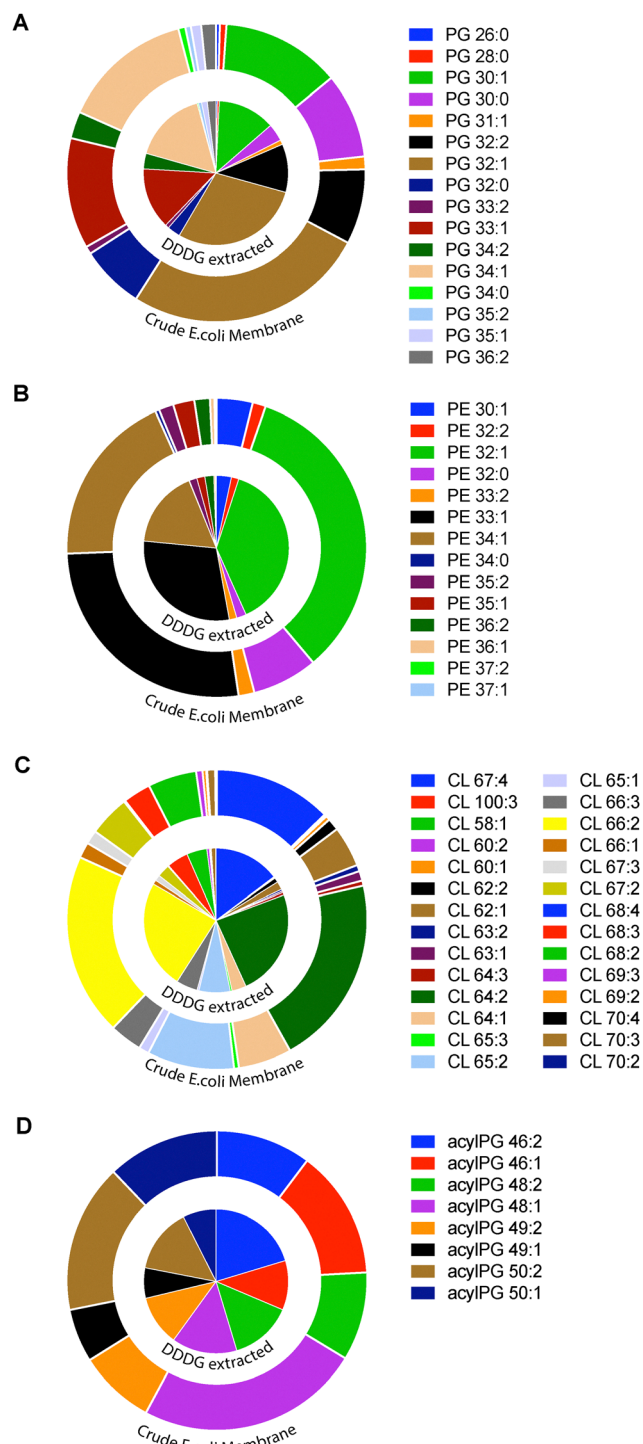 A
PG 26:0
PG 28:0
PG 30:1
PG 30:0
PG 31:1
PG 32:2
PG 32:1
PG 32:0
PG 33:2
PG 33:1
PG 34:2
PG 34:1
PG 34:0
PG 35:2
PG 35:1
PG 36:2
DDDG extracted
Crude E.coli Membrane
B
PE 30:1
PE 32:2
PE 32:1
PE 32:0
PE 33:2
PE 33:1
PE 34:1
PE 34:0
PE 35:2
PE 35:1
PE 36:2
PE 36:1
PE 37:2
PE 37:1
DDDG extracted
Crude E.coli Membrane
C
CL 67:4 CL 65:1
CL 100:3 CL 66:3
CL 58:1 CL 66:2
CL 60:2 CL 66:1
CL 60:1 CL 67:3
CL 62:2 CL 67:2
CL 62:1 CL 68:4
CL 63:2 CL 68:3
CL 63:1 CL 68:2
CL 64:3 CL 69:3
CL 64:2 CL 69:2
CL 64:1 CL 70:4
CL 65:3 CL 70:3
CL 65:2 CL 70:2
DDDG extracted
Crude E.coli Membrane
D
acylPG 46:2
acylPG 46:1
acylPG 48:2
acylPG 48:1
acylPG 49:2
acylPG 49:1
acylPG 50:2
acylPG 50:1
DDDG extracted
Crude E.coli Membrane